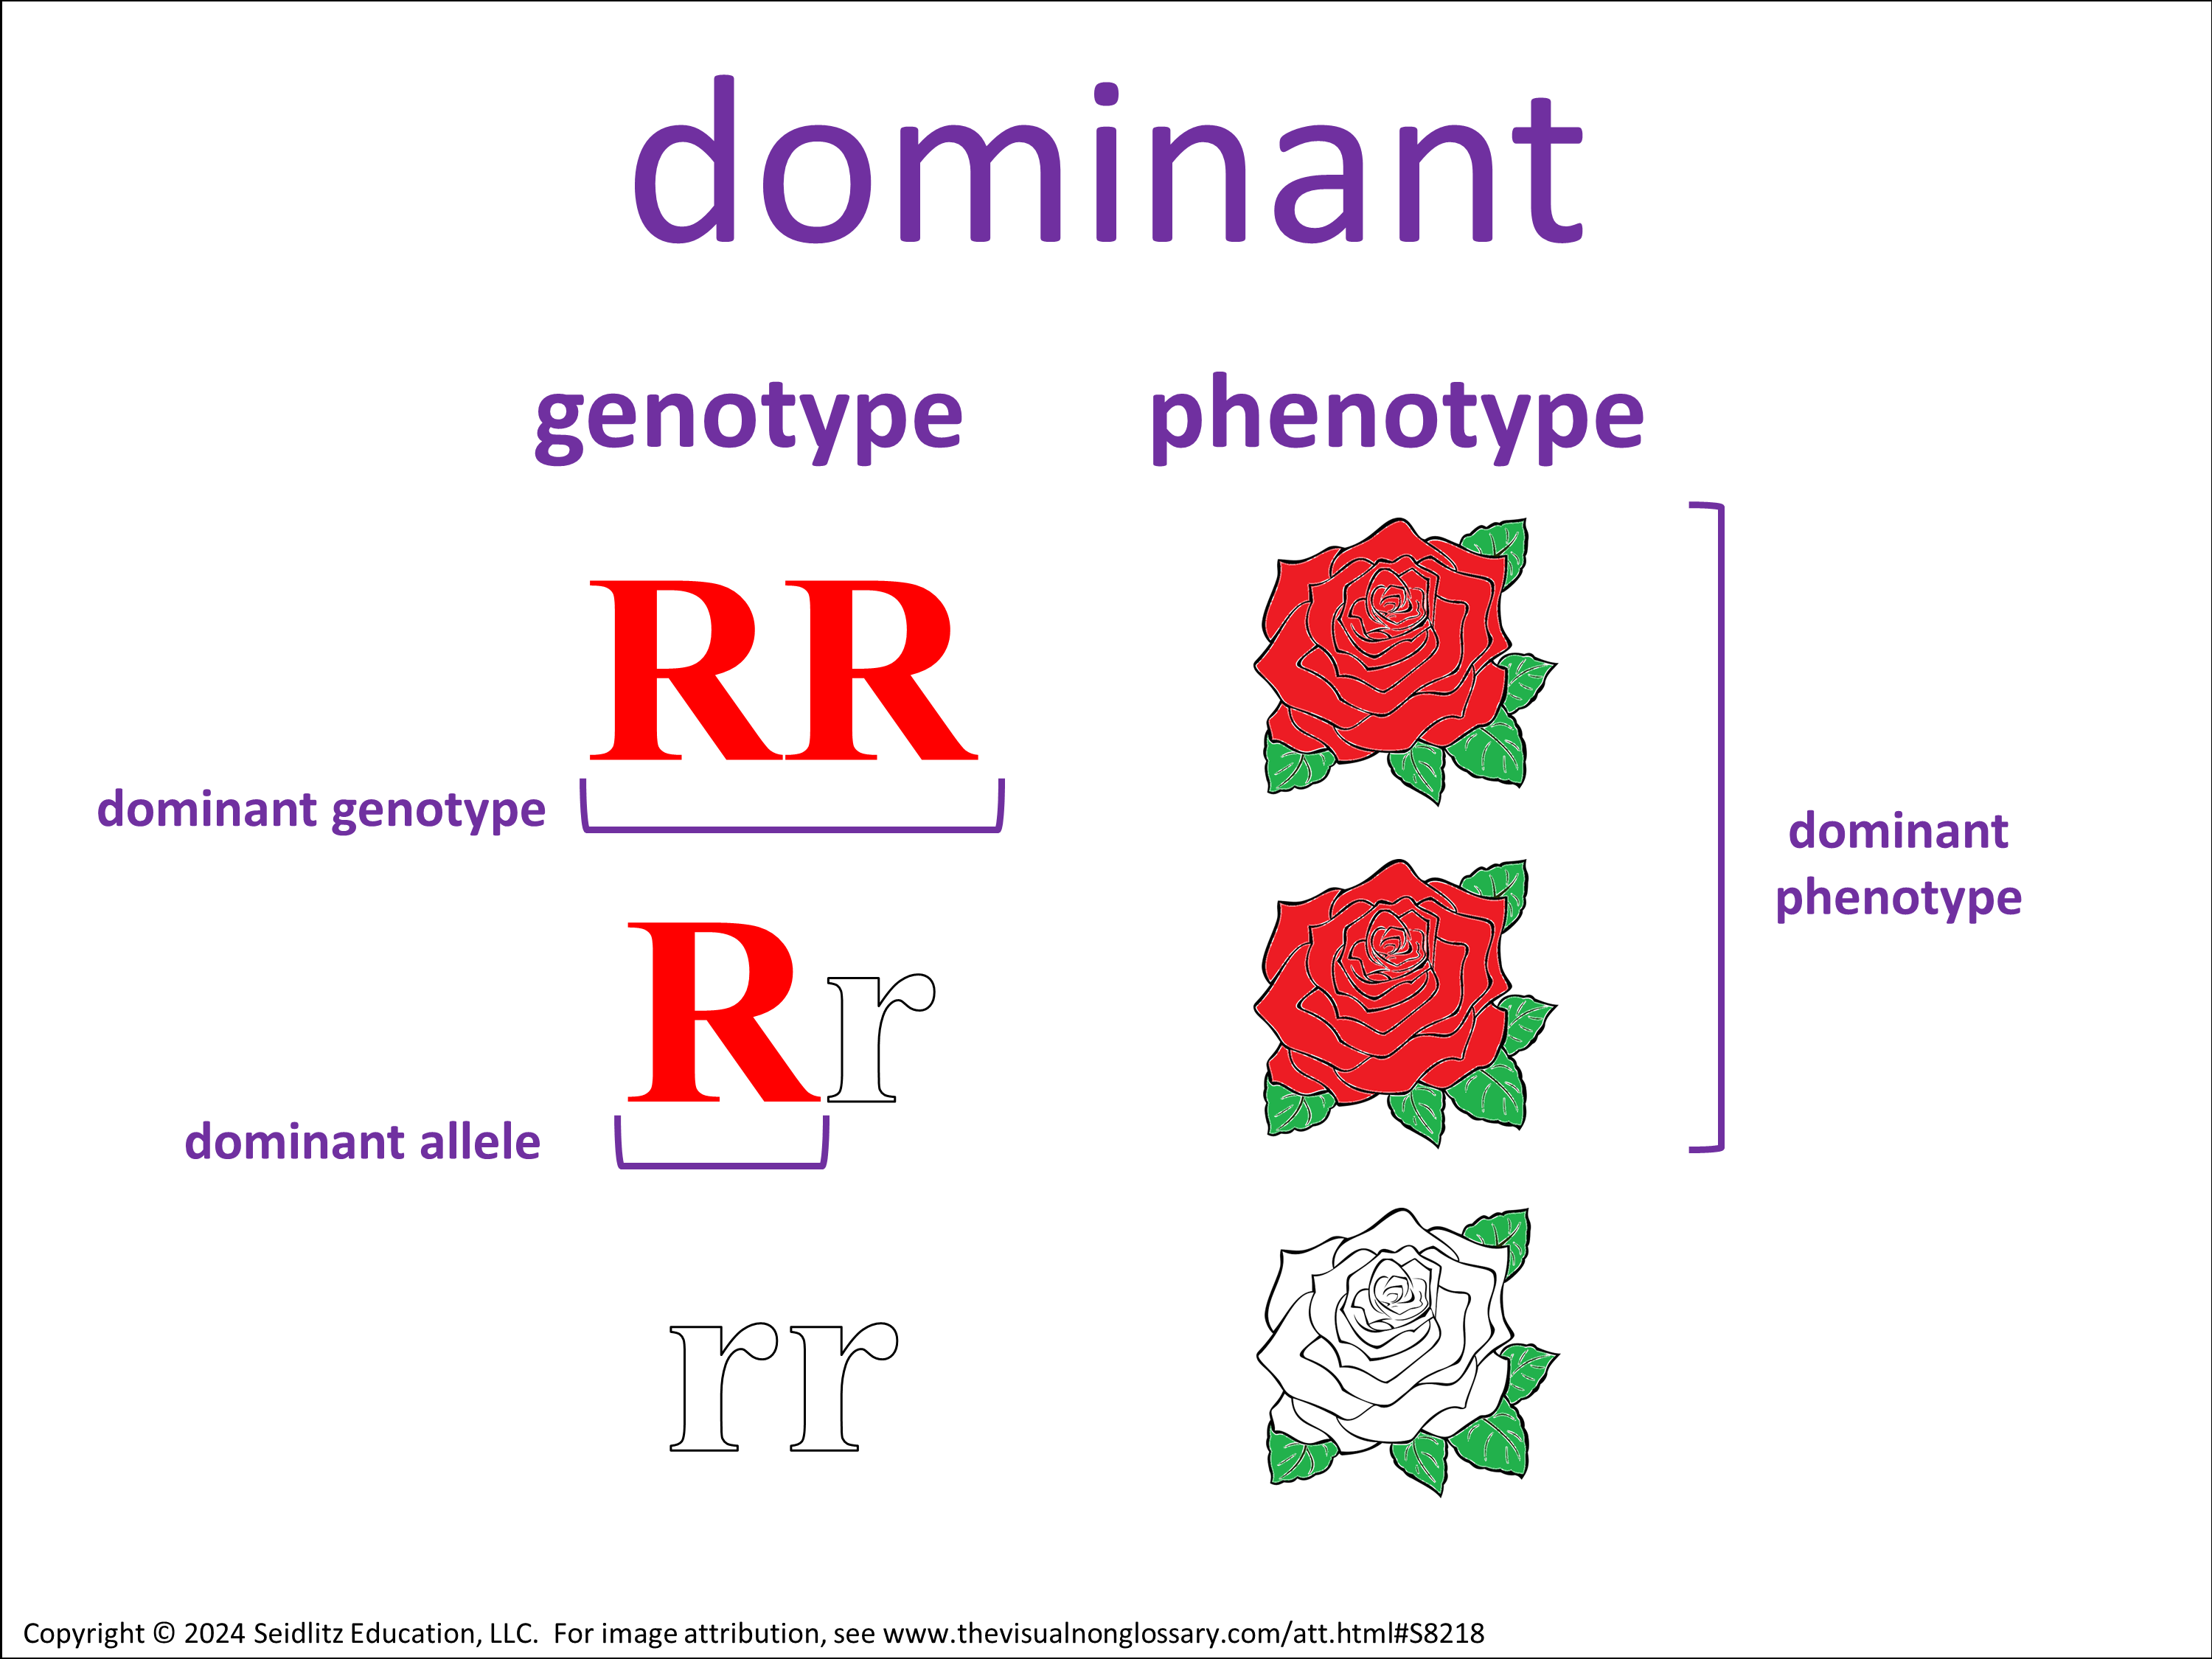 dominant
genotype phenotype
RR
dominant genotype
dominant
phenotype
Rr
dominant allele
rr
Copyright © 2024 Seidlitz Education, LLC.  For image attribution, see www.thevisualnonglossary.com/att.html#S8218